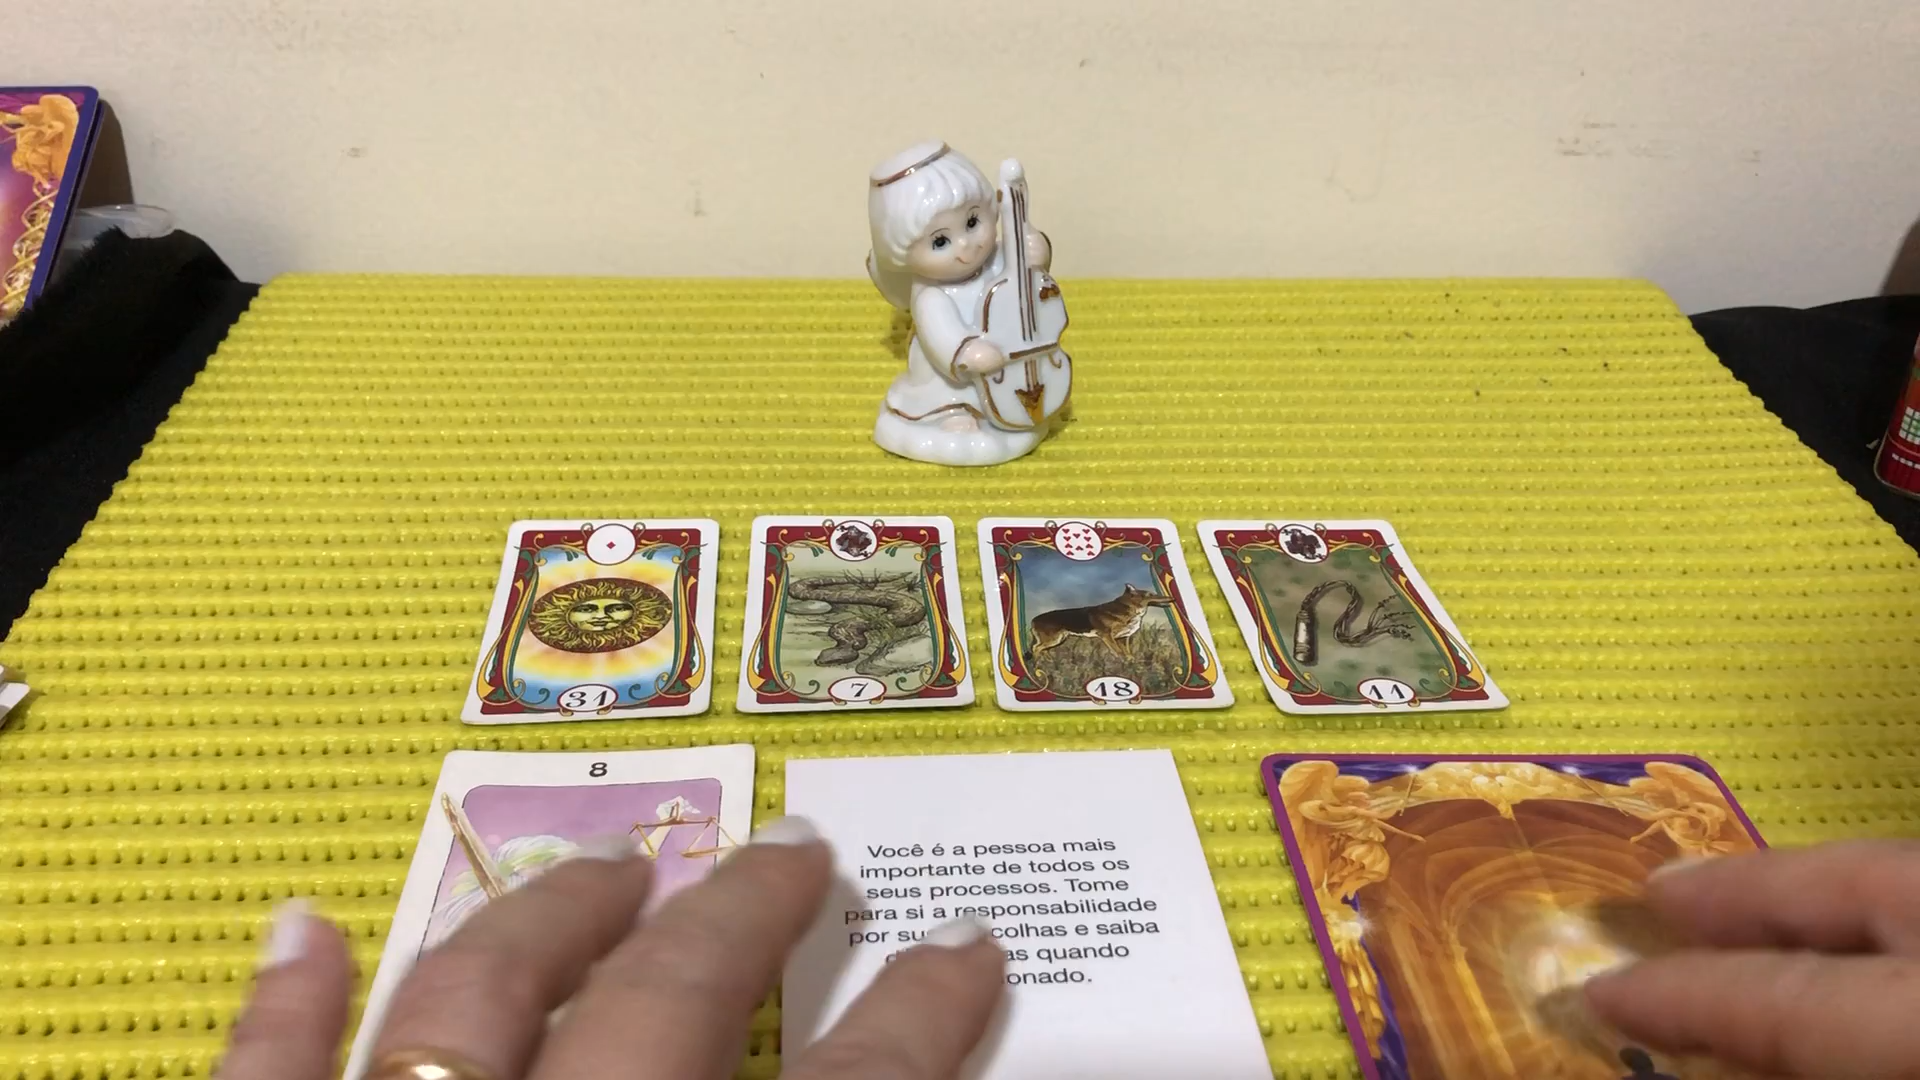 31
7
18
11
8
Você é a pessoa mais
importante de todos os
seus processos. Tome
para si a responsabilidade
por colhas e saiba
quando
onado.